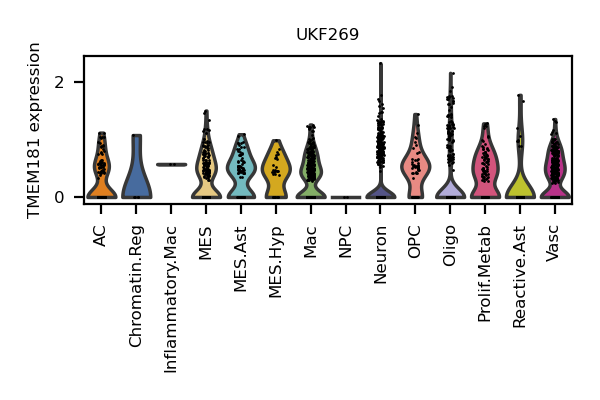 UKF269
TMEM181 expression
2
0
AC
Chromatin.Reg
Inflammatory.Mac
MES
MES.Ast
MES.Hyp
Mac
NPC
Neuron
OPC
Oligo
Prolif.Metab
Reactive.Ast
Vasc